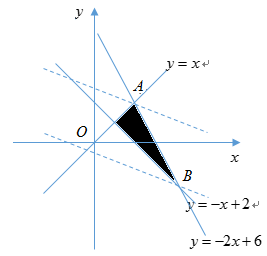 y
A
y = x↵
O
x
B
y = -x+2↵
y = -2x+6